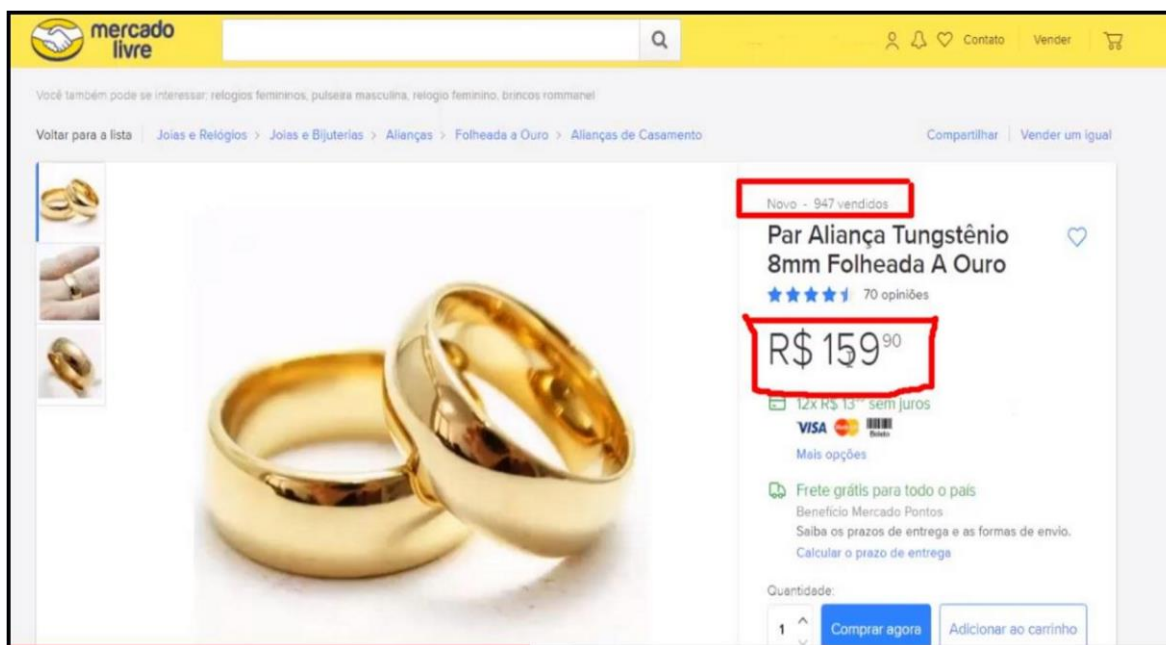 mercado
livre
Contato
Vender
Você também pode se interessar: relogios femininos, pulseira masculina, relogio feminino, brincos rommanel
Voltar para a lista
Joias e Relógios > Joias e Bijuterias > Alianças > Folheada a Ouro > Alianças de Casamento
Compartilhar
Vender um igual
Novo - 947 vendidos
Par Aliança Tungstênio
8mm Folheada A Ouro
70 opiniões
R$ 159 90
12x R$ 13 sem juros
VISA
Boleto
Mais opções
Frete grátis para todo o país
Benefício Mercado Pontos
Saiba os prazos de entrega e as formas de envio.
Calcular o prazo de entrega
Quantidade:
1
Comprar agora
Adicionar ao carrinho